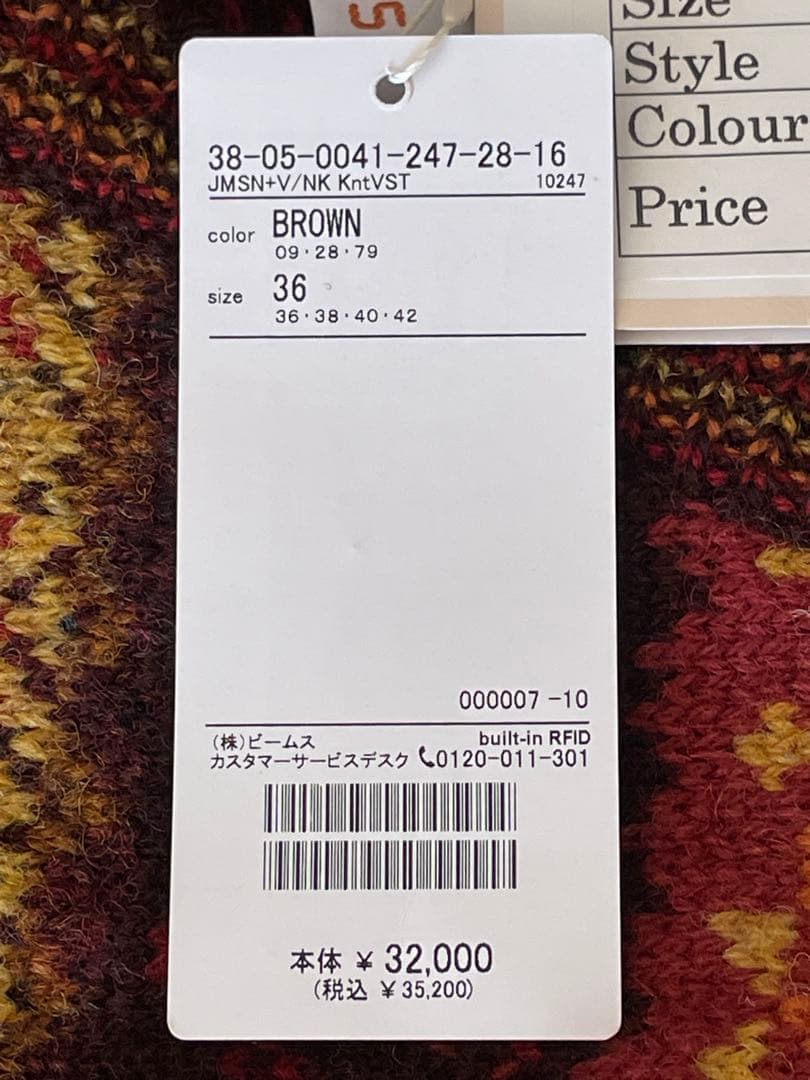 5
Size
Style
Colour
Price
38-05-0041-247-28-16
JMSN+V/NK KntVST 10247
color BROWN
09・28・79
size 36
36・38・40・42
000007 -10
(株)ビームス built-in RFID
カスタマーサービスデスク 0120-011-301
本体 ¥ 32,000
(税込 ¥ 35,200)